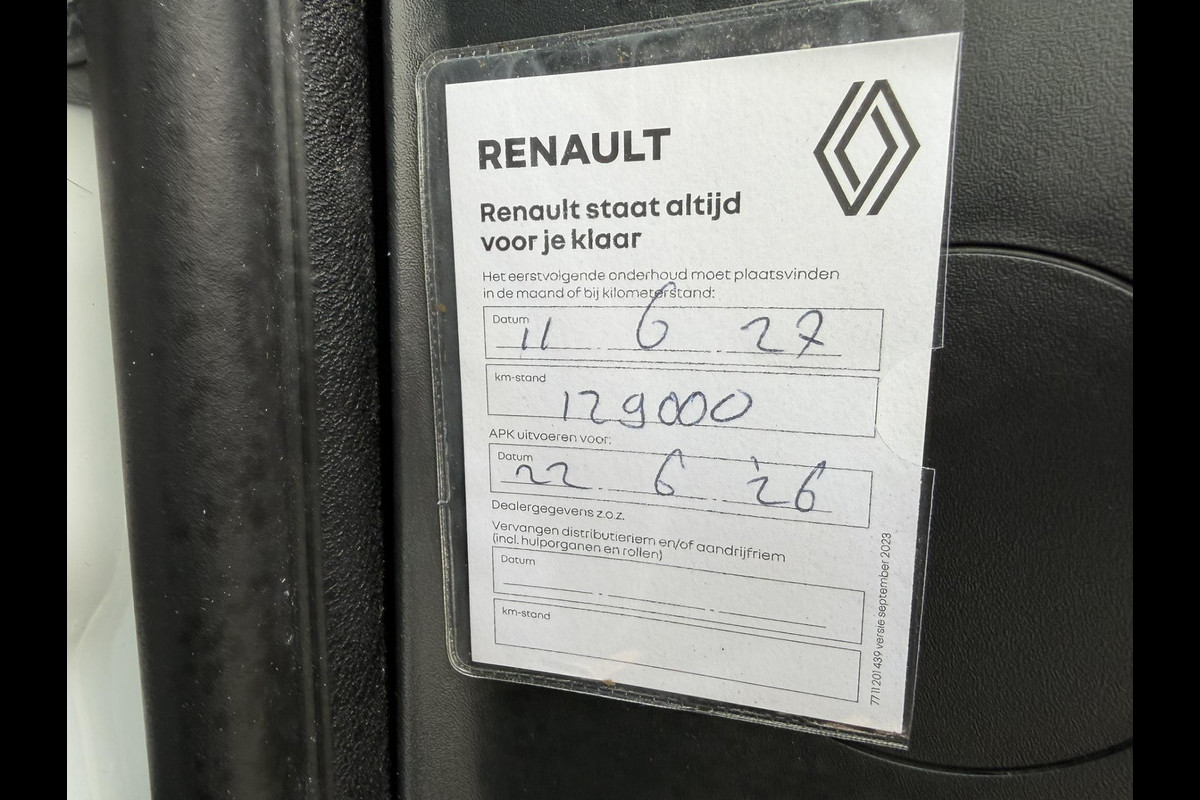 RENAULT
Renault staat altijd
voor je klaar
Het eerstvolgende onderhoud moet plaatsvinden
in de maand of bij kilometerstand:
Datum
11 6 27
km-stand
129000
APK uitvoeren voor:
Datum
22 6 '26
Dealergegevens z.o.z.
Vervangen distributieriem en/of aandrijfriem
(incl. hulporganen en rollen)
Datum
km-stand
77 11 201 439 versie september 2023